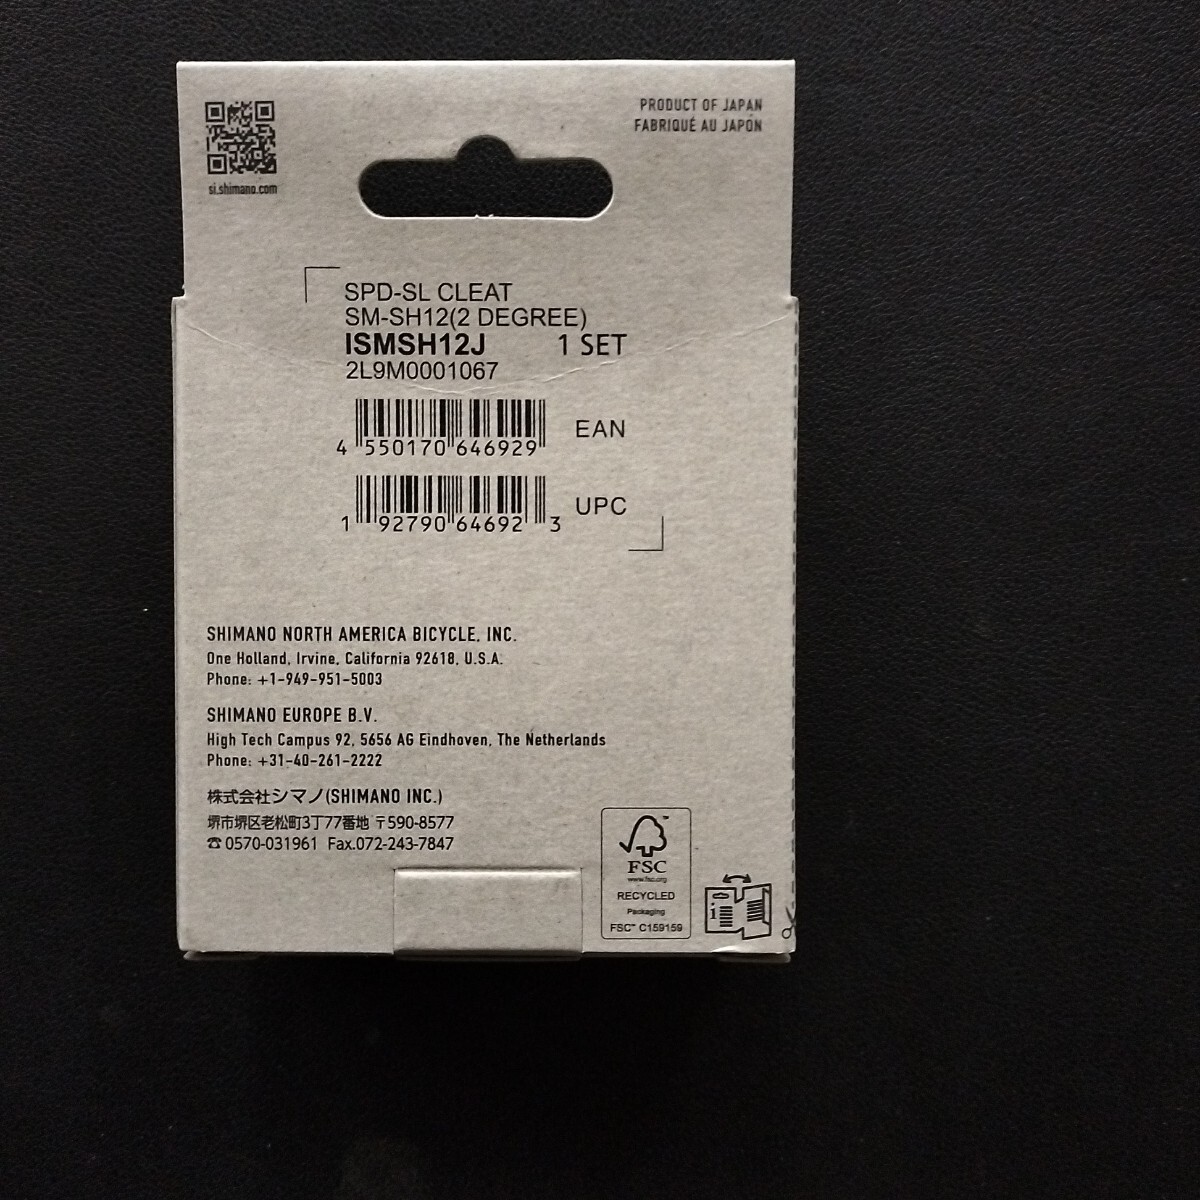 PRODUCT OF JAPAN
FABRIQUÉ AU JAPON
si.shimano.com
SPD-SL CLEAT
SM-SH12(2 DEGREE)
ISMSH12J 1 SET
2L9M0001067
4 550170 646929 EAN
1 92790 64692 3 UPC
SHIMANO NORTH AMERICA BICYCLE, INC.
One Holland, Irvine, California 92618, U.S.A.
Phone: +1-949-951-5003
SHIMANO EUROPE B.V.
High Tech Campus 92, 5656 AG Eindhoven, The Netherlands
Phone: +31-40-261-2222
株式会社シマノ(SHIMANO INC.)
堺市堺区老松町3丁77番地 〒590-8577
☎0570-031961 Fax.072-243-7847
FSC
www.fsc.org
RECYCLED
Packaging
FSC™ C159159
i